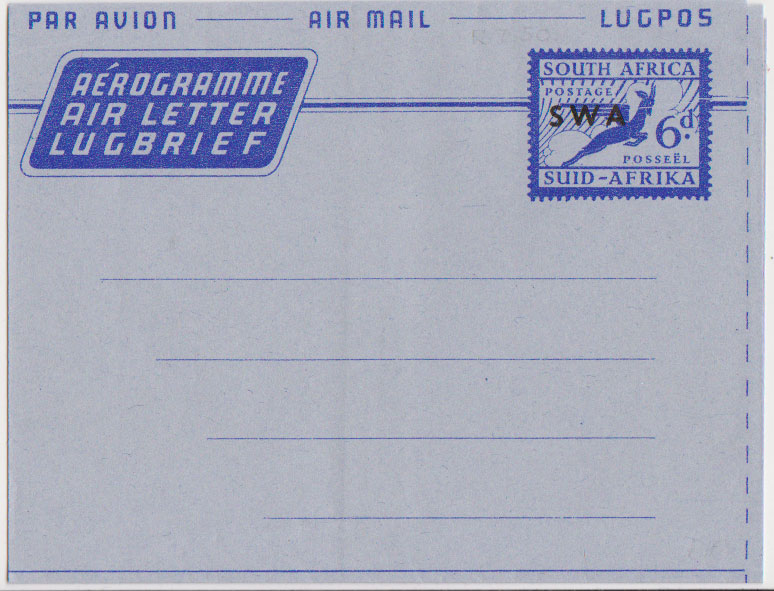 PAR AVION AIR MAIL LUGPOS
AÉROGRAMME
AIR LETTER
LUGBRIEF
SOUTH AFRICA
POSTAGE
SWA
6d.
POSSEËL
SUID-AFRIKA